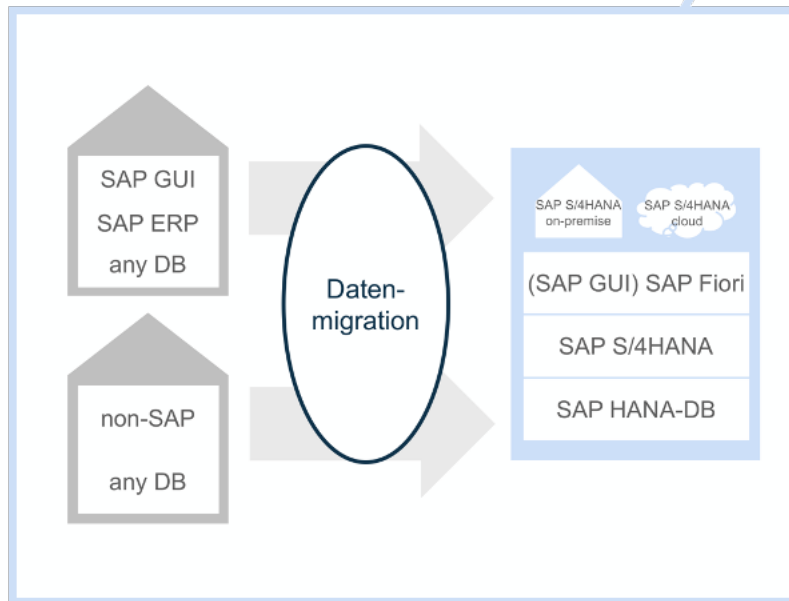 SAP GUI
SAP ERP
any DB
non-SAP
any DB
Daten-
migration
SAP S/4HANA
on-premise
SAP S/4HANA
cloud
(SAP GUI) SAP Fiori
SAP S/4HANA
SAP HANA-DB